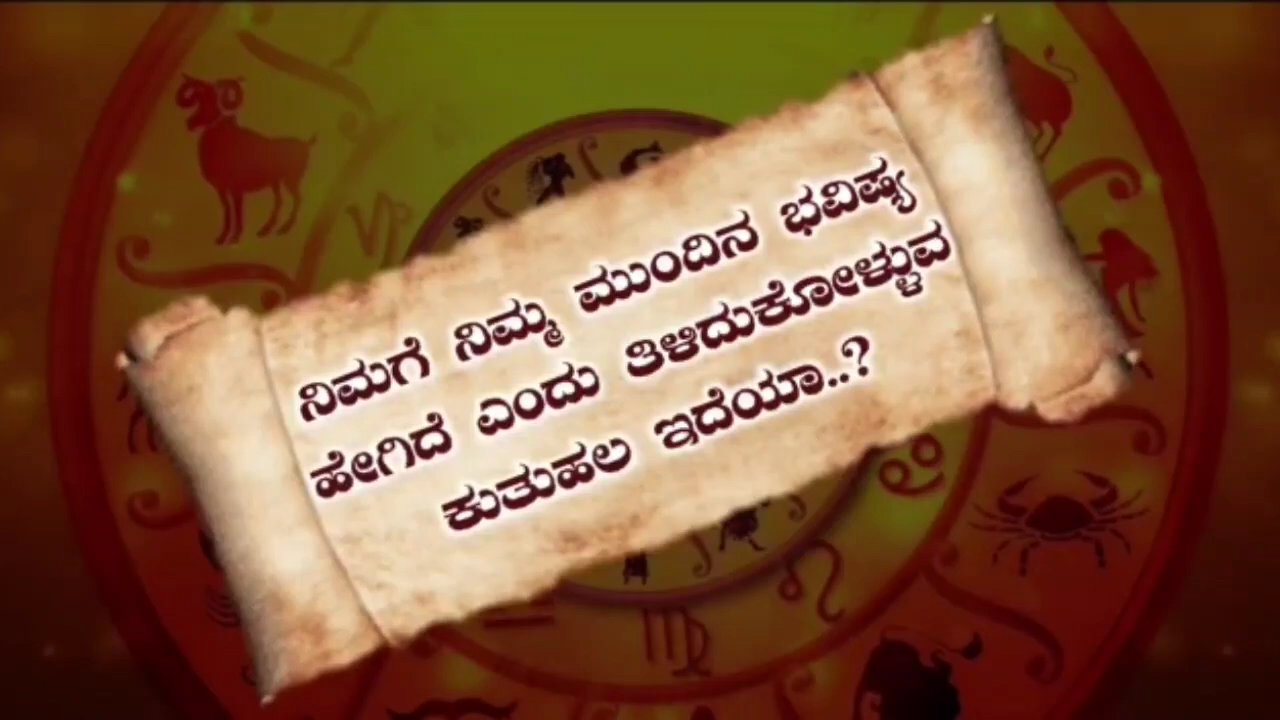 ನಿಮಗೆ ನಿಮ್ಮ ಮುಂದಿನ ಭವಿಷ್ಯ
ಹೇಗಿದೆ ಎಂದು ತಿಳಿದುಕೋಳ್ಳುವ
ಕುತುಹಲ ಇದೆಯಾ..?